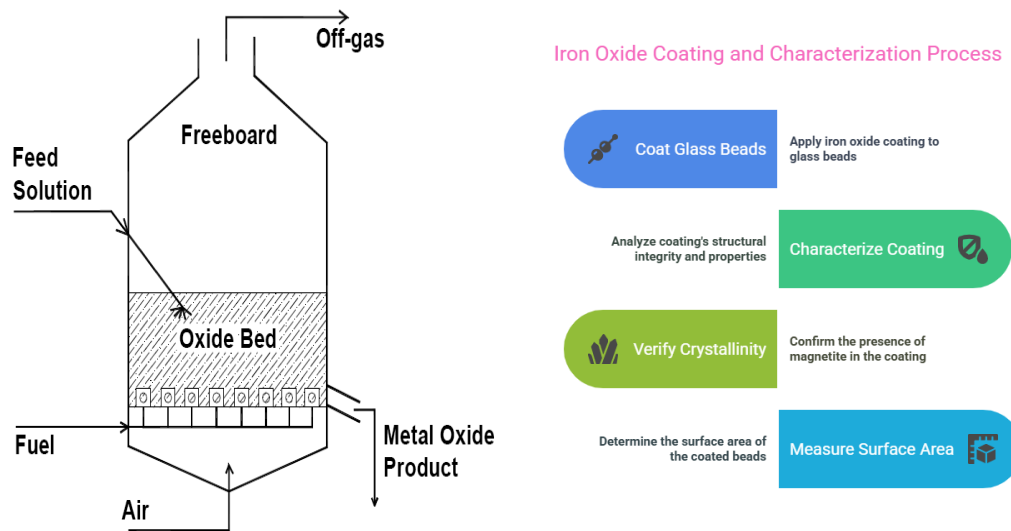 Off-gas
Freeboard
Feed
Solution
Oxide Bed
Fuel
Metal Oxide
Product
Air
Iron Oxide Coating and Characterization Process
Coat Glass Beads
Apply iron oxide coating to
glass beads
Analyze coating's structural
integrity and properties
Characterize Coating
Verify Crystallinity
Confirm the presence of
magnetite in the coating
Determine the surface area of
the coated beads
Measure Surface Area